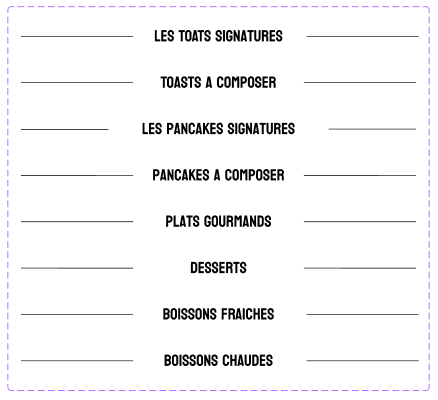 LES TOATS SIGNATURES
TOASTS A COMPOSER
LES PANCAKES SIGNATURES
PANCAKES A COMPOSER
PLATS GOURMANDS
DESSERTS
BOISSONS FRAICHES
BOISSONS CHAUDES